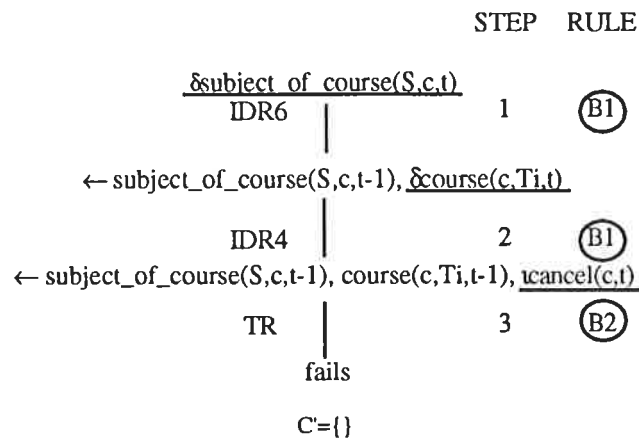 STEP RULE
δsubject_of_course(S,c,t)
IDR6 1 B1
← subject_of_course(S,c,t-1), δcourse(c,Ti,t)
IDR4 2 B1
← subject_of_course(S,c,t-1), course(c,Ti,t-1), ιcancel(c,t)
TR 3 B2
fails
C'={}